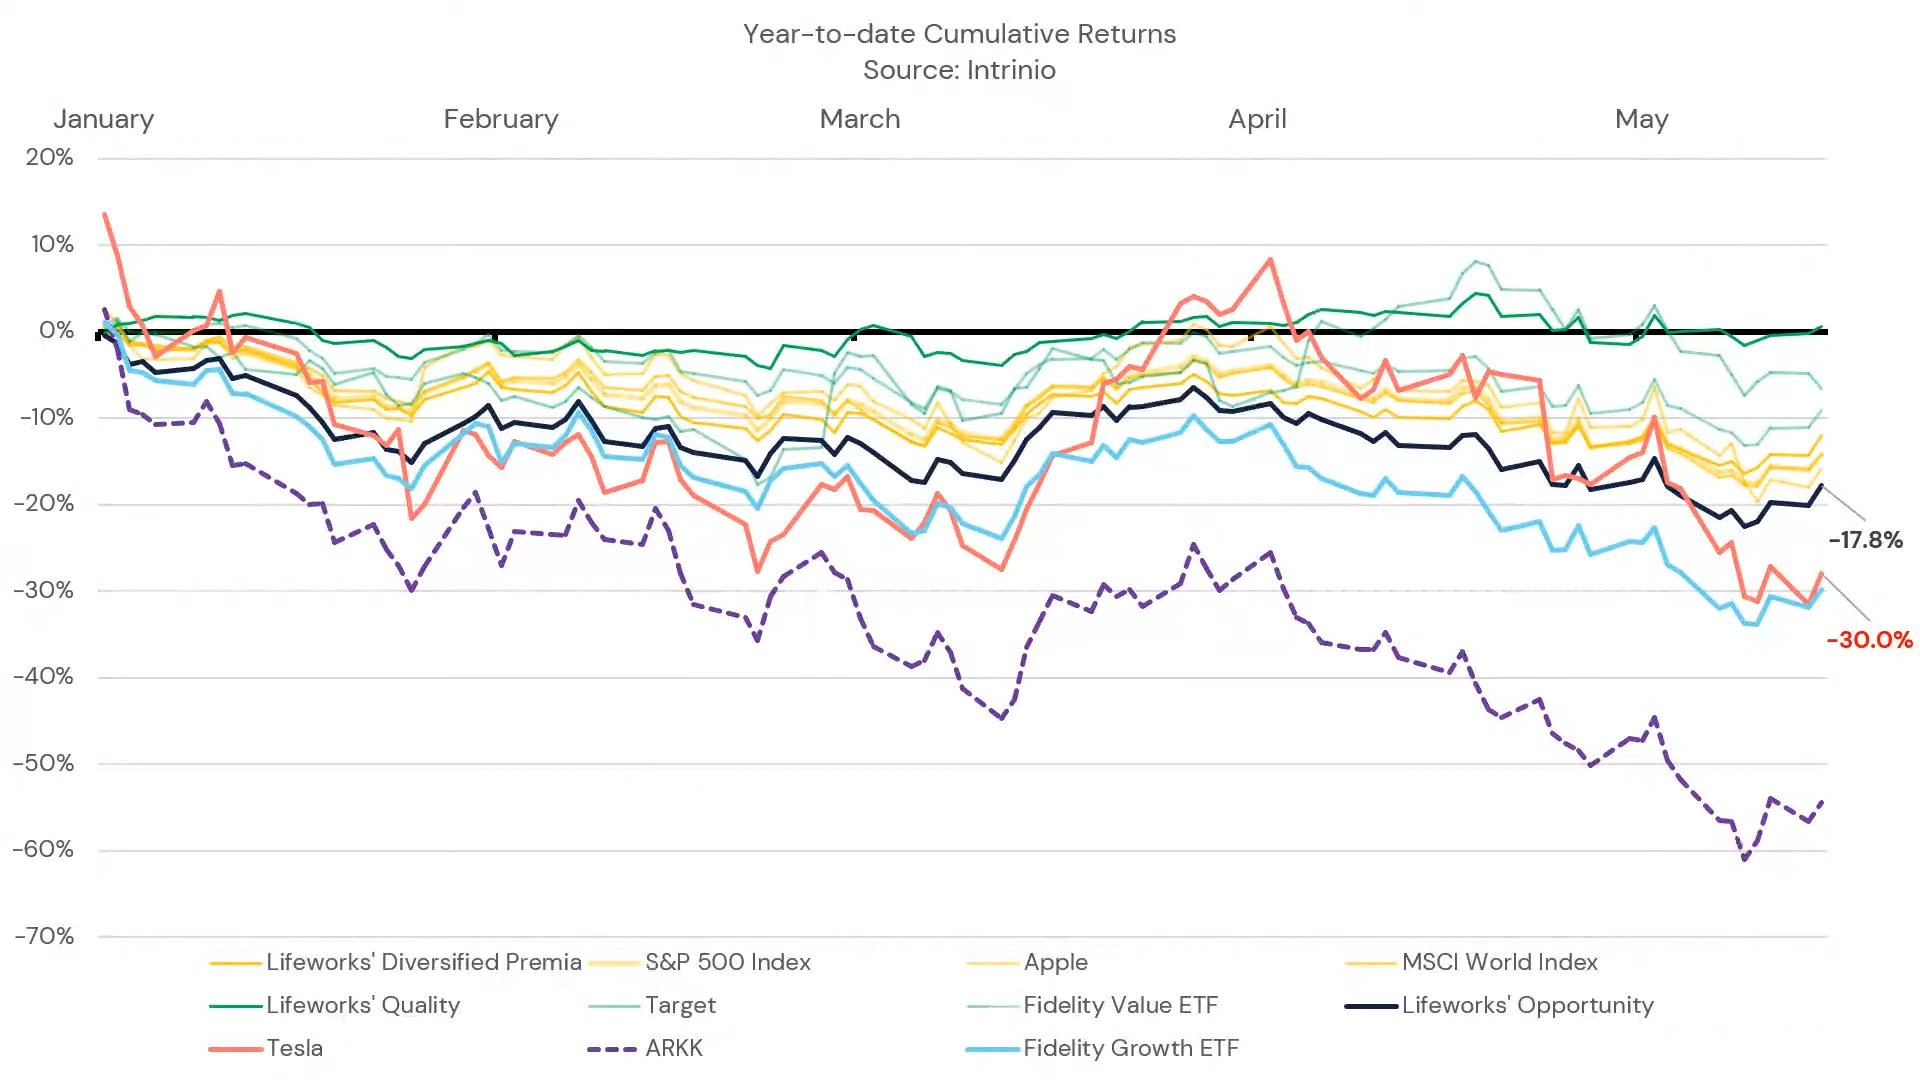 Year-to-date Cumulative Returns
Source: Intrinio
January February March April May
20%
10%
0%
-10%
-20%
-30%
-40%
-50%
-60%
-70%
-17.8%
-30.0%
Lifeworks' Diversified Premia S&P 500 Index Apple MSCI World Index
Lifeworks' Quality Target Fidelity Value ETF Lifeworks' Opportunity
Tesla ARKK Fidelity Growth ETF